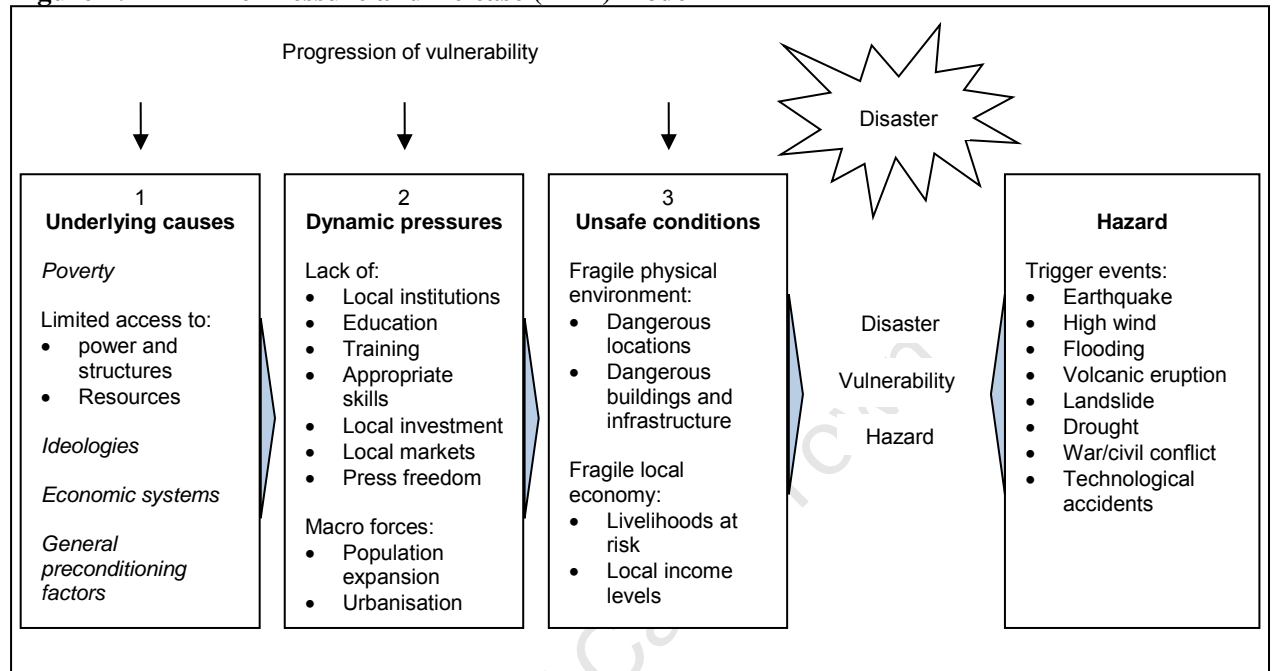 Progression of vulnerability
Disaster
1
Underlying causes
Poverty
Limited access to:
• power and
structures
• Resources
Ideologies
Economic systems
General
preconditioning
factors
2
Dynamic pressures
Lack of:
• Local institutions
• Education
• Training
• Appropriate
skills
• Local investment
• Local markets
• Press freedom
Macro forces:
• Population
expansion
• Urbanisation
3
Unsafe conditions
Fragile physical
environment:
• Dangerous
locations
• Dangerous
buildings and
infrastructure
Fragile local
economy:
• Livelihoods at
risk
• Local income
levels
Disaster
Vulnerability
Hazard
Hazard
Trigger events:
• Earthquake
• High wind
• Flooding
• Volcanic eruption
• Landslide
• Drought
• War/civil conflict
• Technological
accidents